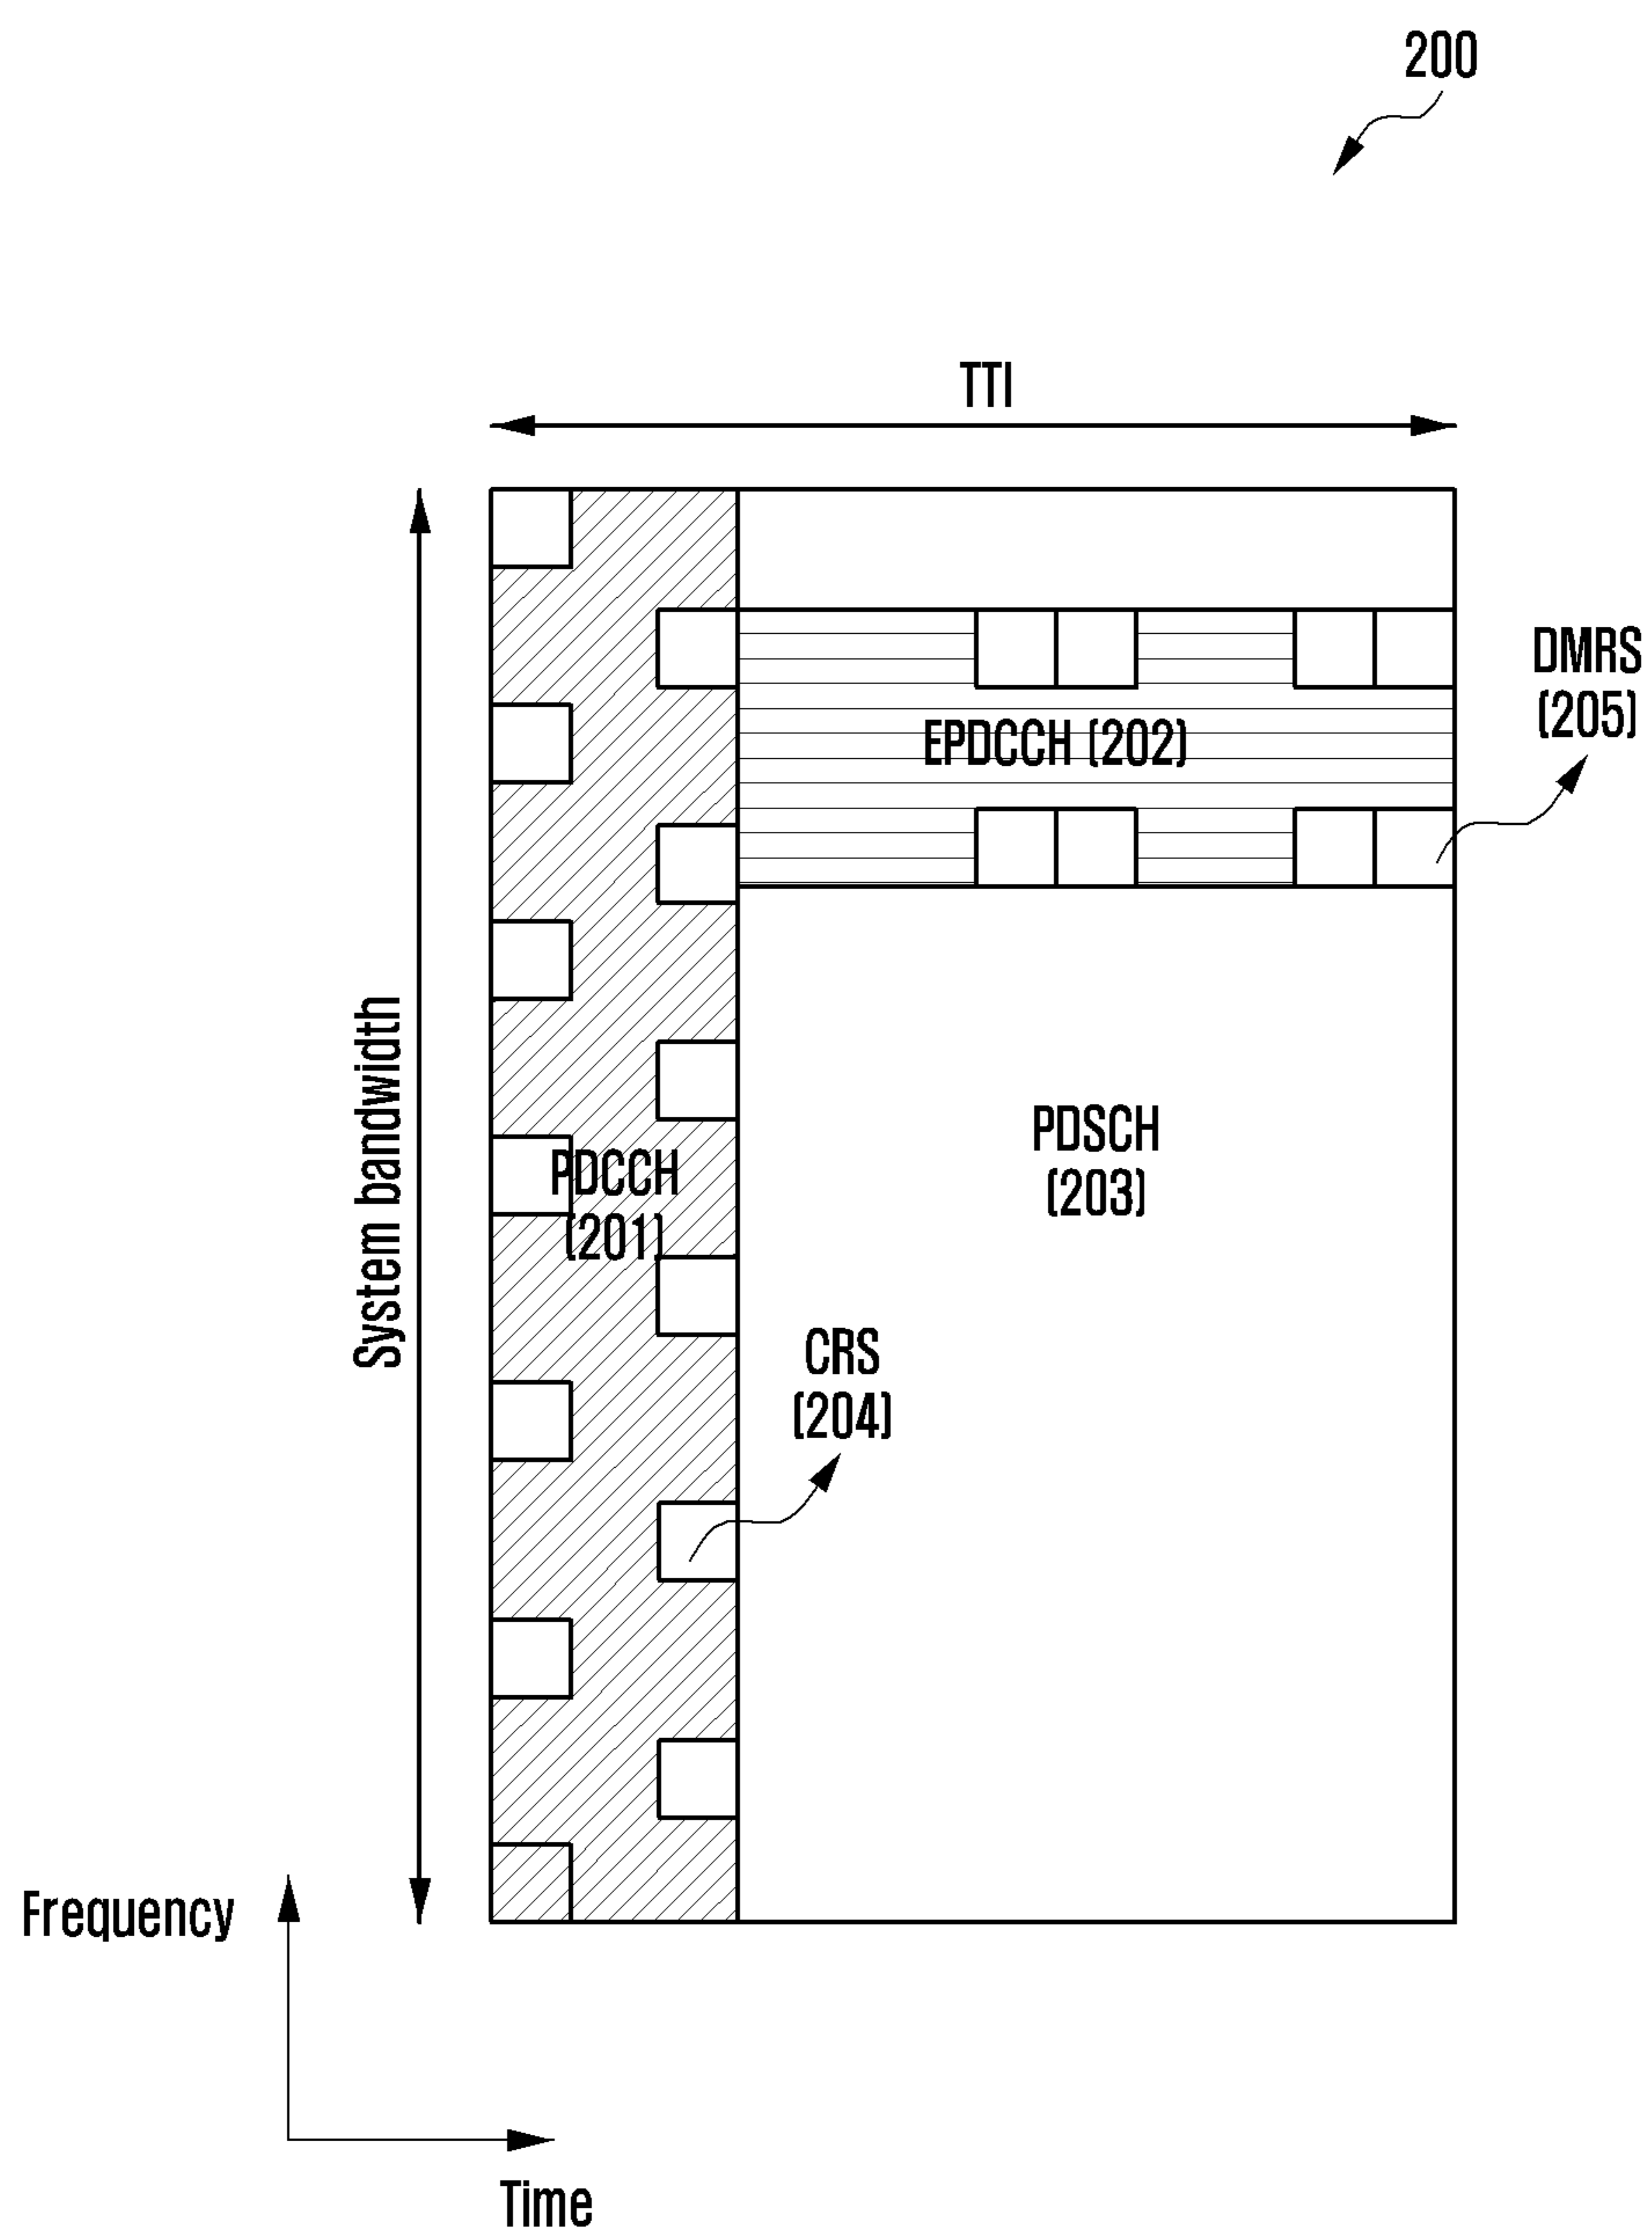 200
TTI
DMRS
(205)
EPDCCH (202)
System bandwidth
PDSCH
(203)
PDCCH
(201)
CRS
(204)
Frequency
Time